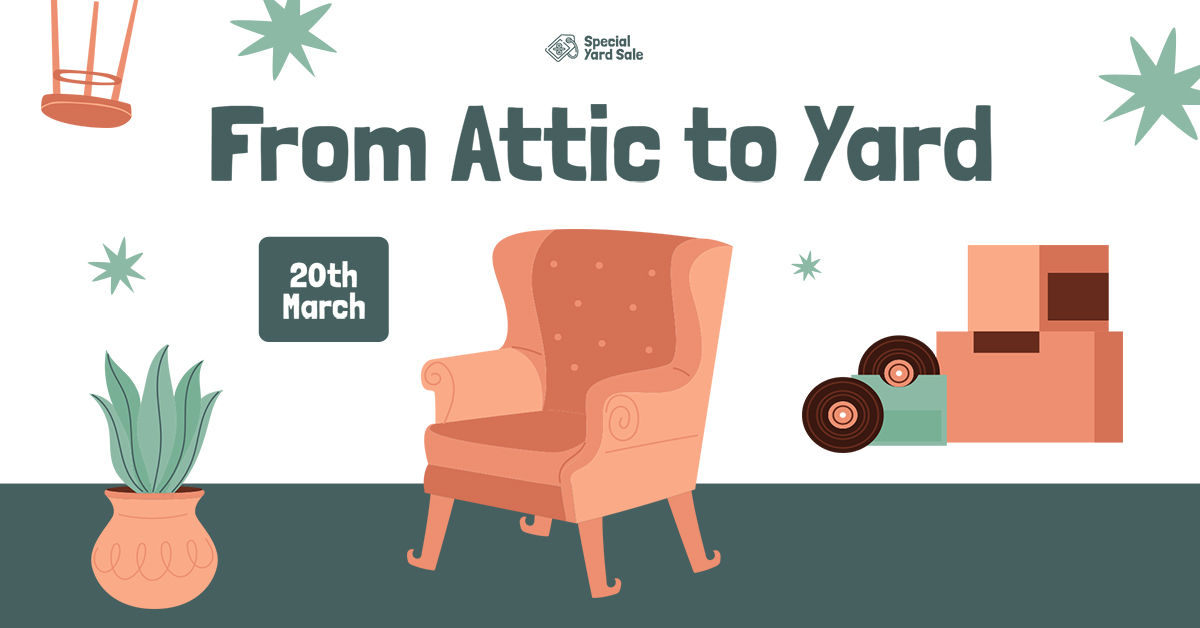 Special
Yard Sale
From Attic to Yard
20th
March